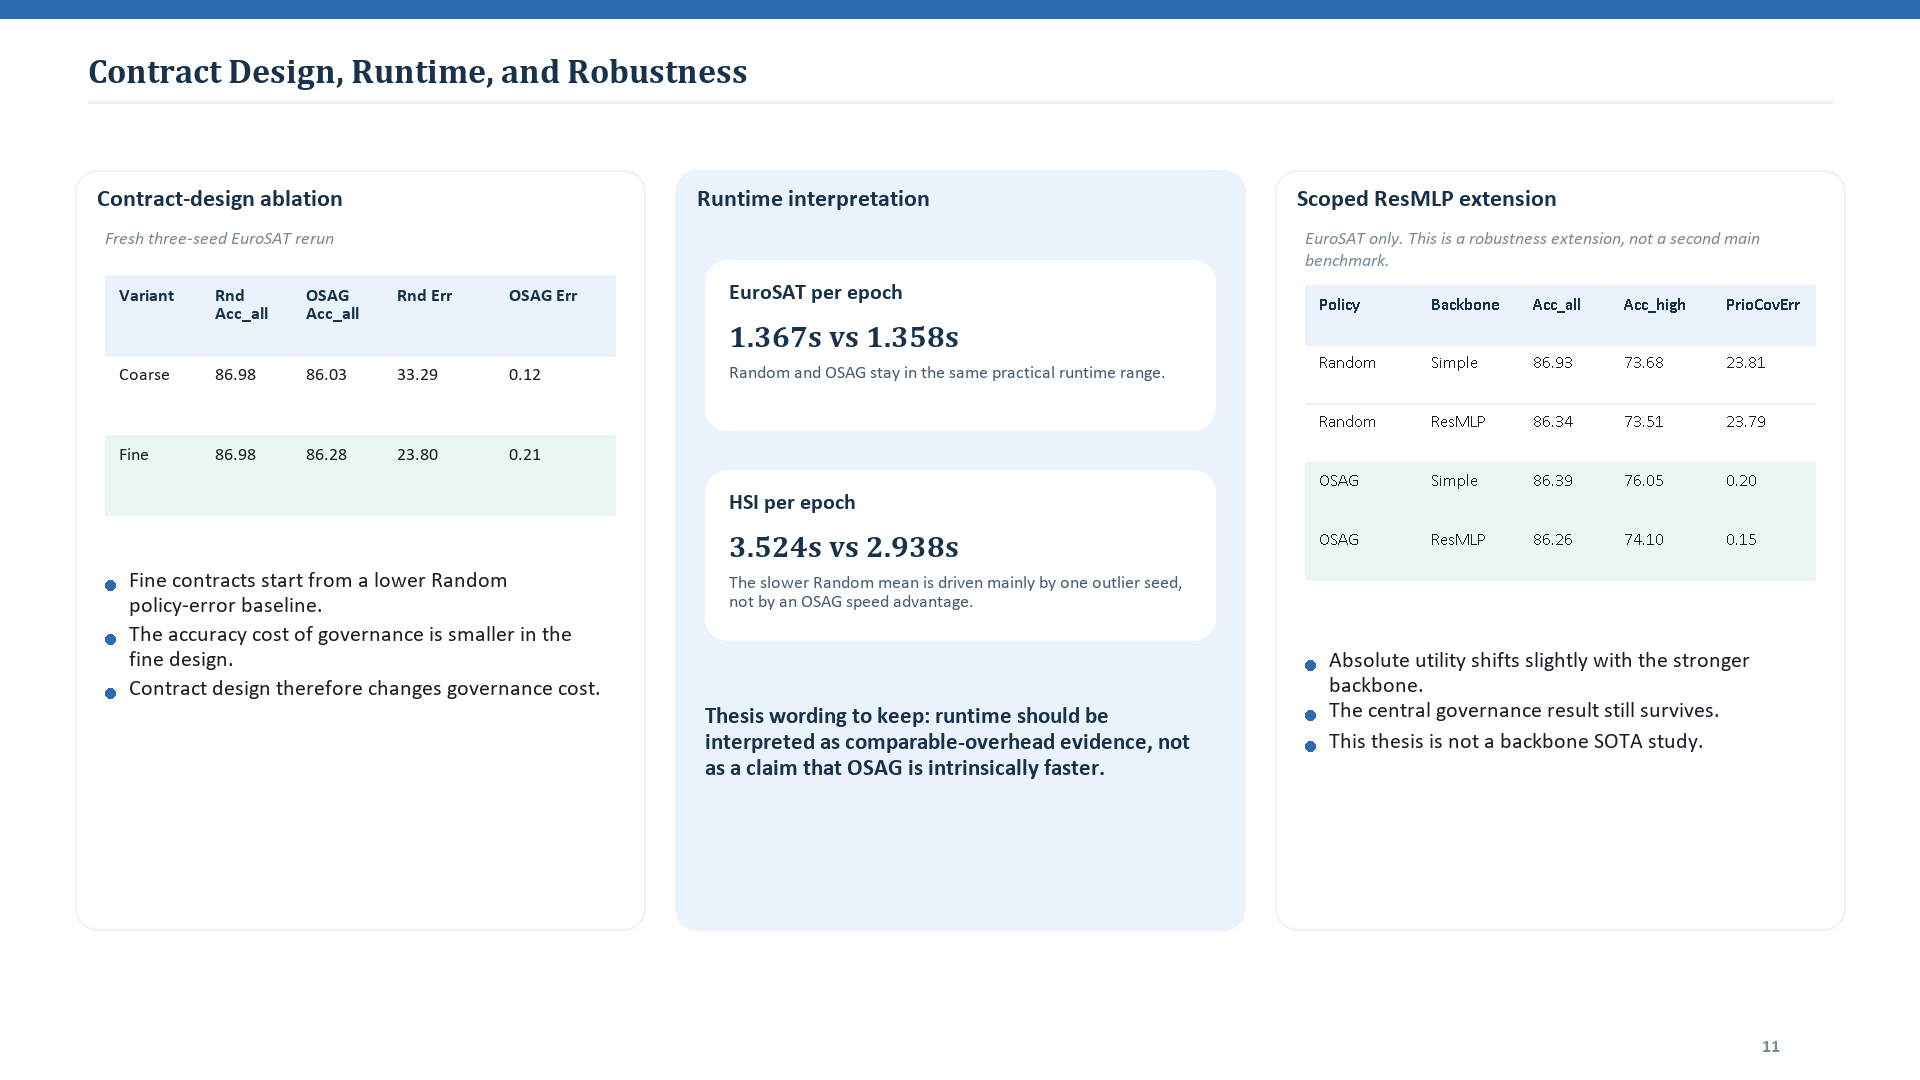 Contract Design, Runtime, and Robustness
Contract-design ablation
Fresh three-seed EuroSAT rerun
Variant Rnd Acc_all OSAG Acc_all Rnd Err OSAG Err
Coarse 86.98 86.03 33.29 0.12
Fine 86.98 86.28 23.80 0.21
Fine contracts start from a lower Random
policy-error baseline.
The accuracy cost of governance is smaller in the
fine design.
Contract design therefore changes governance cost.
Runtime interpretation
EuroSAT per epoch
1.367s vs 1.358s
Random and OSAG stay in the same practical runtime range.
HSI per epoch
3.524s vs 2.938s
The slower Random mean is driven mainly by one outlier seed,
not by an OSAG speed advantage.
Thesis wording to keep: runtime should be
interpreted as comparable-overhead evidence, not
as a claim that OSAG is intrinsically faster.
Scoped ResMLP extension
EuroSAT only. This is a robustness extension, not a second main
benchmark.
Policy Backbone Acc_all Acc_high PrioCovErr
Random Simple 86.93 73.68 23.81
Random ResMLP 86.34 73.51 23.79
OSAG Simple 86.39 76.05 0.20
OSAG ResMLP 86.26 74.10 0.15
Absolute utility shifts slightly with the stronger
backbone.
The central governance result still survives.
This thesis is not a backbone SOTA study.
11